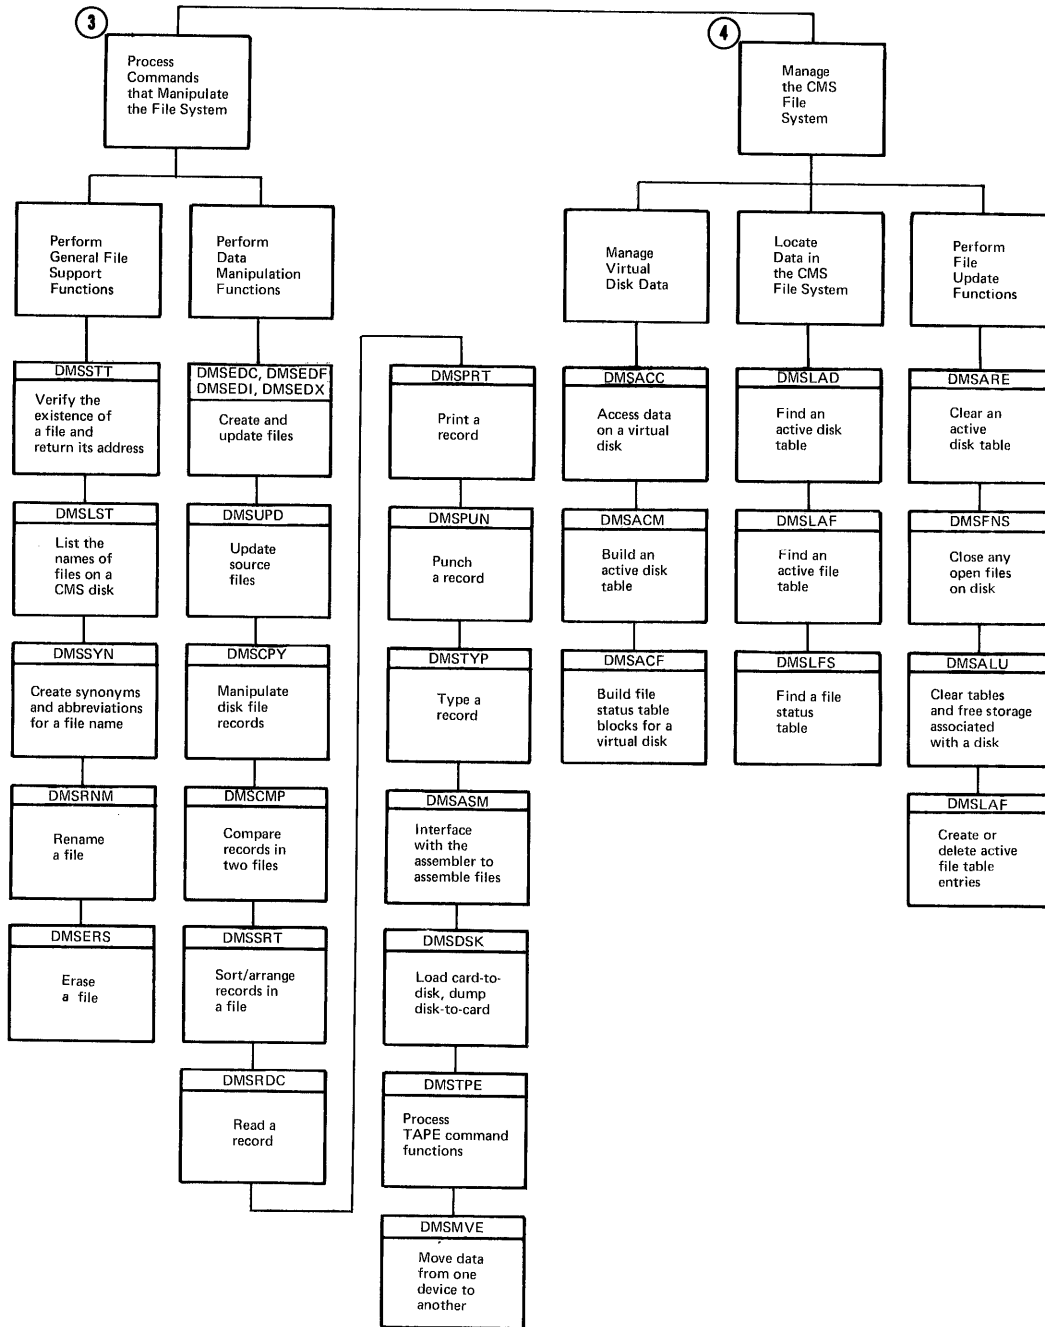 3
Process
Commands
that Manipulate
the File System
4
Manage
the CMS
File
System
Perform
General File
Support
Functions
Perform
Data
Manipulation
Functions
Manage
Virtual
Disk Data
Locate
Data in
the CMS
File System
Perform
File
Update
Functions
DMSSTT
Verify the
existence of
a file and
return its address
DMSLST
List the
names of
files on a
CMS disk
DMSSYN
Create synonyms
and abbreviations
for a file name
DMSRNM
Rename
a file
DMSERS
Erase
a file
DMSEDC, DMSEDF
DMSEDI, DMSEDX
Create and
update files
DMSUPD
Update
source
files
DMSCPY
Manipulate
disk file
records
DMSCMP
Compare
records in
two files
DMSSRT
Sort/arrange
records in
a file
DMSRDC
Read a
record
DMSPRT
Print a
record
DMSPUN
Punch
a record
DMSTYP
Type a
record
DMSASM
Interface
with the
assembler to
assemble files
DMSDSK
Load card-to-
disk, dump
disk-to-card
DMSTPE
Process
TAPE command
functions
DMSMVE
Move data
from one
device to
another
DMSACC
Access data
on a virtual
disk
DMSACM
Build an
active disk
table
DMSACF
Build file
status table
blocks for a
virtual disk
DMSLAD
Find an
active disk
table
DMSLAF
Find an
active file
table
DMSLFS
Find a file
status
table
DMSARE
Clear an
active
disk table
DMSFNS
Close any
open files
on disk
DMSALU
Clear tables
and free storage
associated
with a disk
DMSLAF
Create or
delete active
file table
entries